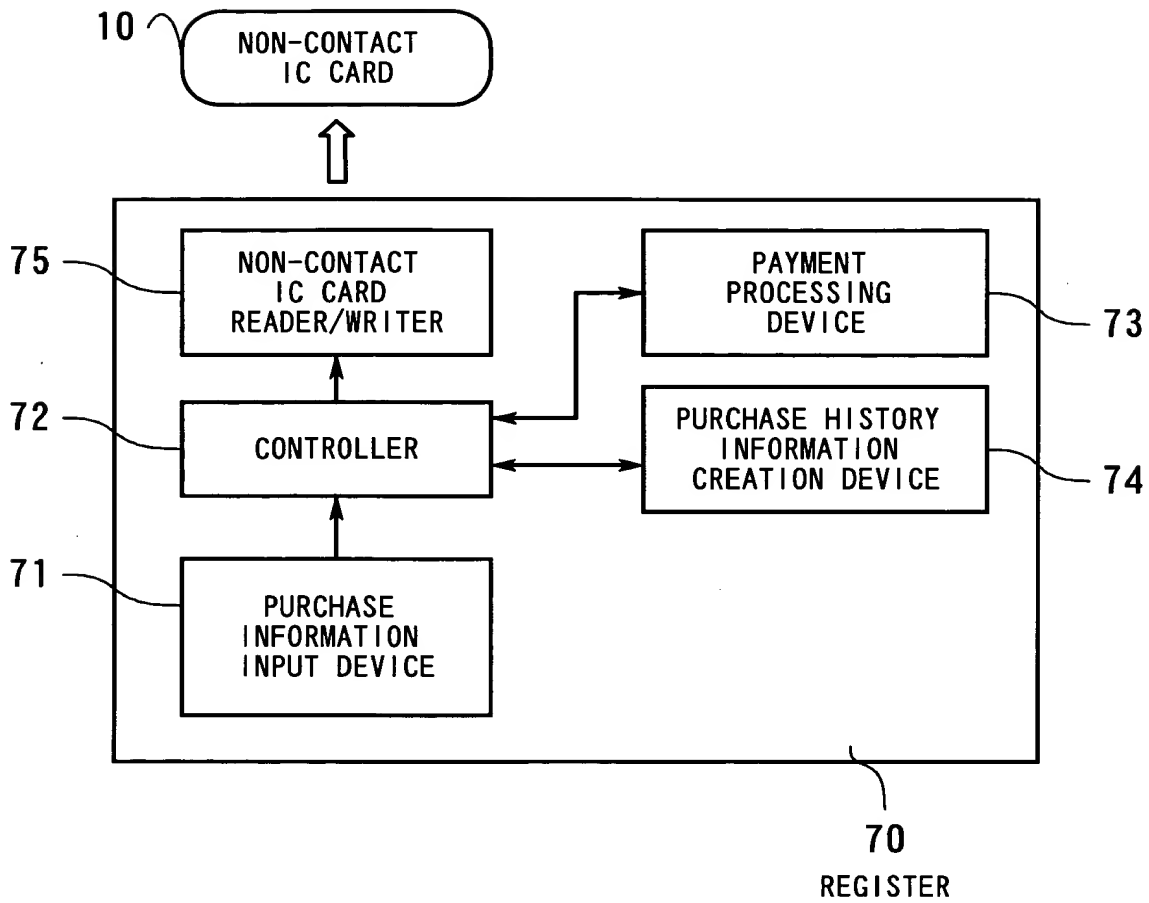 10
NON-CONTACT
IC CARD
75
NON-CONTACT
IC CARD
READER/WRITER
PAYMENT
PROCESSING
DEVICE
73
72
CONTROLLER
PURCHASE HISTORY
INFORMATION
CREATION DEVICE
74
71
PURCHASE
INFORMATION
INPUT DEVICE
70
REGISTER